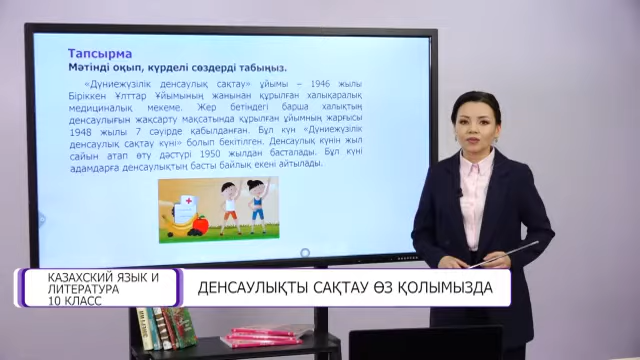 Тапсырма
Мәтінді оқып, күрделі сөздерді табыңыз.
«Дүниежүзілік денсаулық сақтау» ұйымы – 1946 жылы
Біріккен Ұлттар Ұйымының жанынан құрылған халықаралық
медициналық мекеме. Жер бетіндегі барша халықтың
денсаулығын жақсарту мақсатында құрылған ұйымның жарғысы
1948 жылы 7 сәуірде қабылданған. Бұл күн «Дүниежүзілік
денсаулық сақтау күні» болып бекітілген. Денсаулық күнін жыл
сайын атап өту дәстүрі 1950 жылдан басталады. Бұл күні
адамдарға денсаулықтың басты байлық екені айтылады.
КАЗАХСКИЙ ЯЗЫК И
ЛИТЕРАТУРА
10 КЛАСС
ДЕНСАУЛЫҚТЫ САҚТАУ ӨЗ ҚОЛЫМЫЗДА